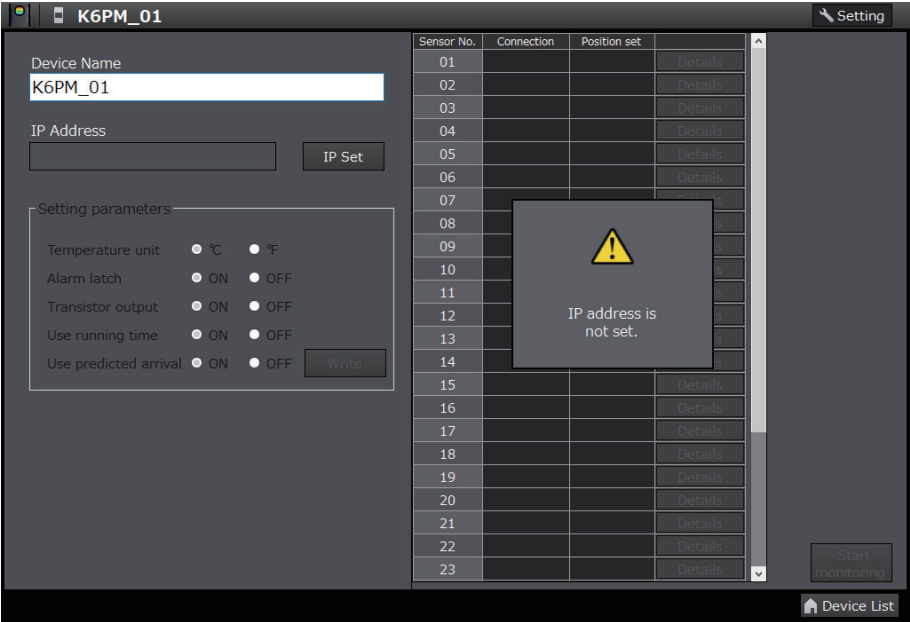 K6PM_01
Setting
Device Name
K6PM_01
IP Address
IP Set
Setting parameters
Temperature unit ℃ ℉
Alarm latch ON OFF
Transistor output ON OFF
Use running time ON OFF
Use predicted arrival ON OFF
Write
Sensor No. Connection Position set
01 Details
02 Details
03 Details
04 Details
05 Details
06 Details
07
08
09
10
11
12
13
14
15 Details
16 Details
17 Details
18 Details
19 Details
20 Details
21 Details
22 Details
23 Details
IP address is
not set.
Start
monitoring
Device List